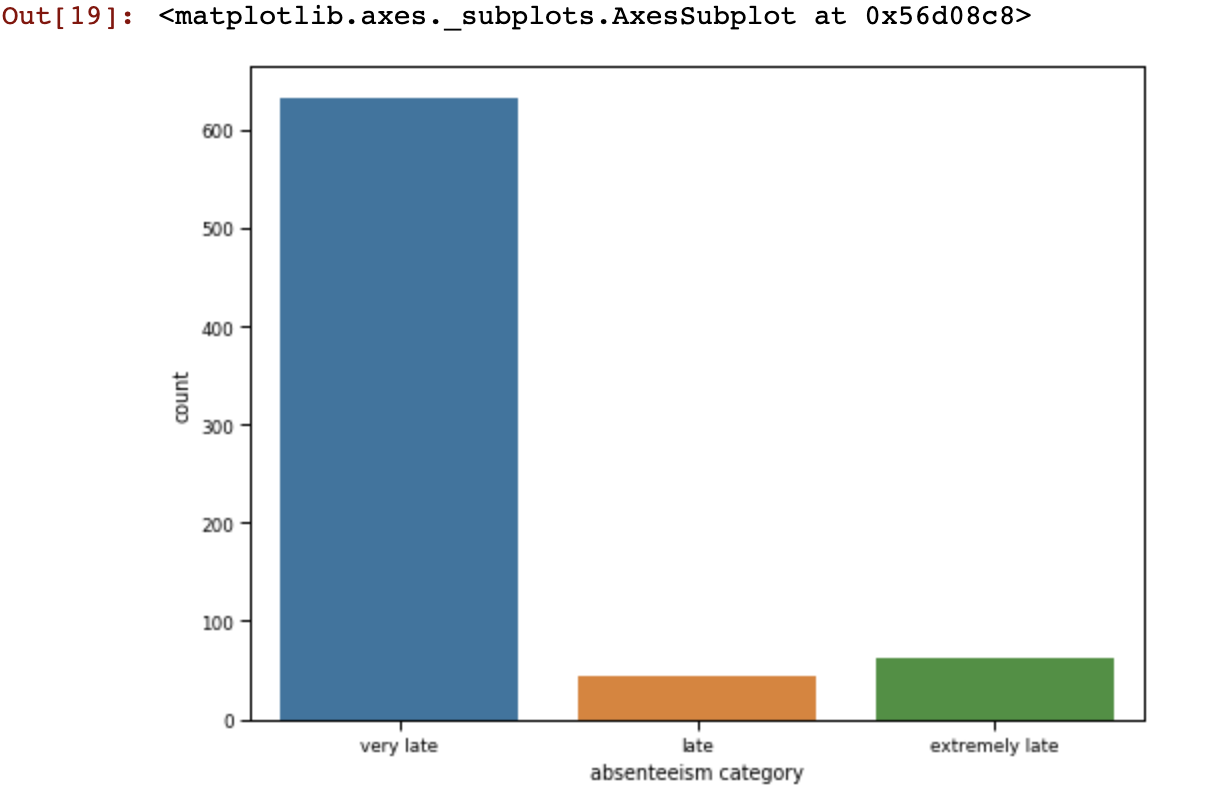 Out[19]: <matplotlib.axes._subplots.AxesSubplot at 0x56d08c8>
600
500
400
300
200
100
0
count
very late
late
extremely late
absenteeism category